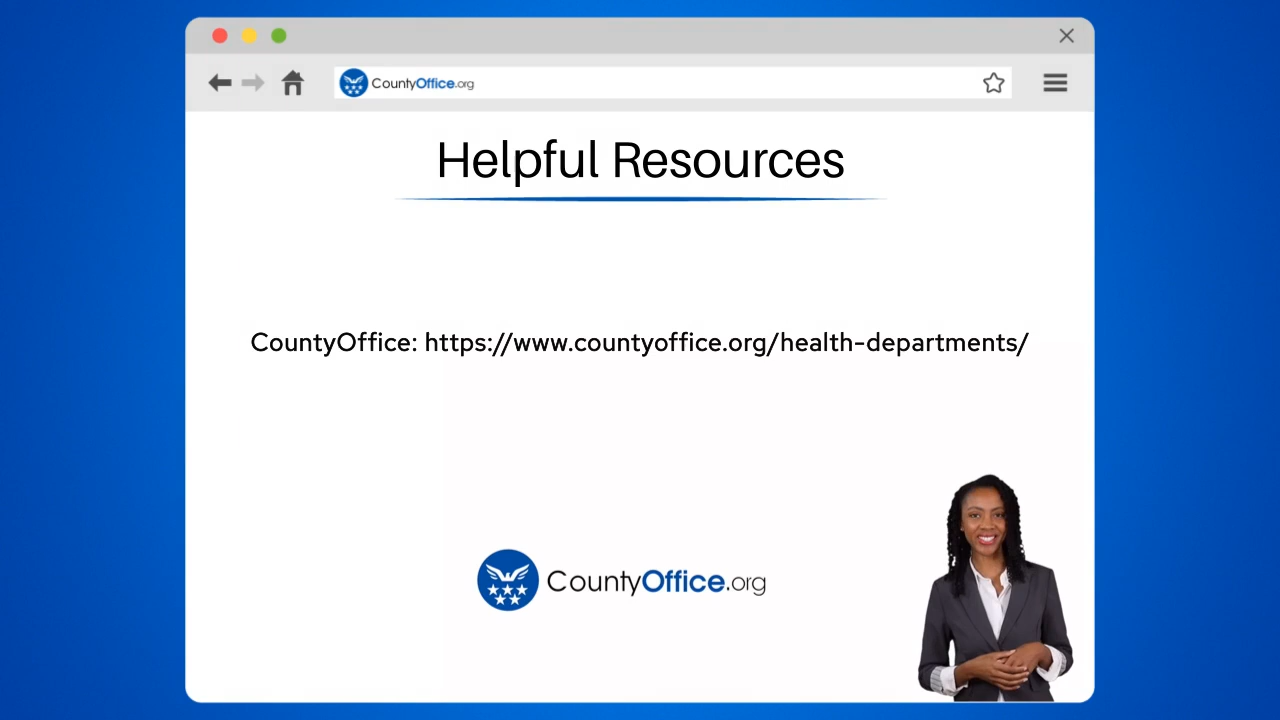 CountyOffice.org
Helpful Resources
CountyOffice: https://www.countyoffice.org/health-departments/
CountyOffice.org